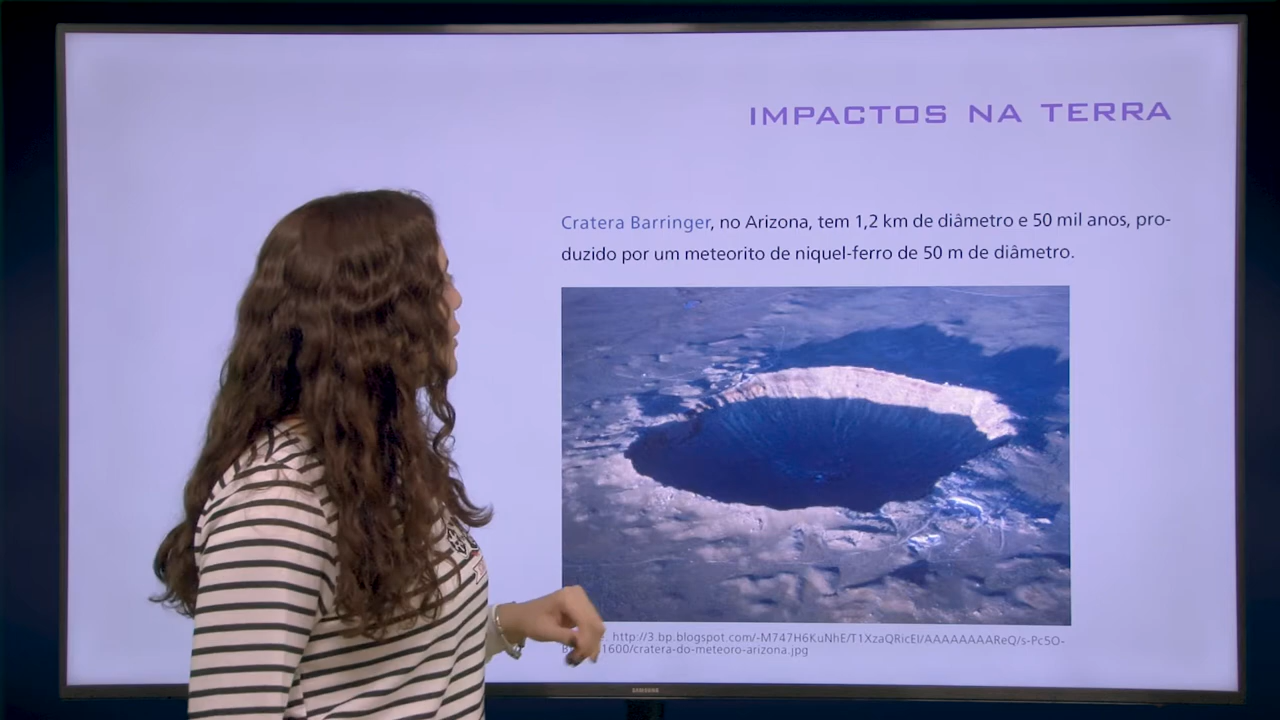 IMPACTOS NA TERRA
Cratera Barringer, no Arizona, tem 1,2 km de diâmetro e 50 mil anos, pro-
duzido por um meteorito de niquel-ferro de 50 m de diâmetro.
http://3.bp.blogspot.com/-M747H6KuNhE/T1XzaQRicEI/AAAAAAAAReQ/s-Pc5O-
1600/cratera-do-meteoro-arizona.jpg
SAMSUNG